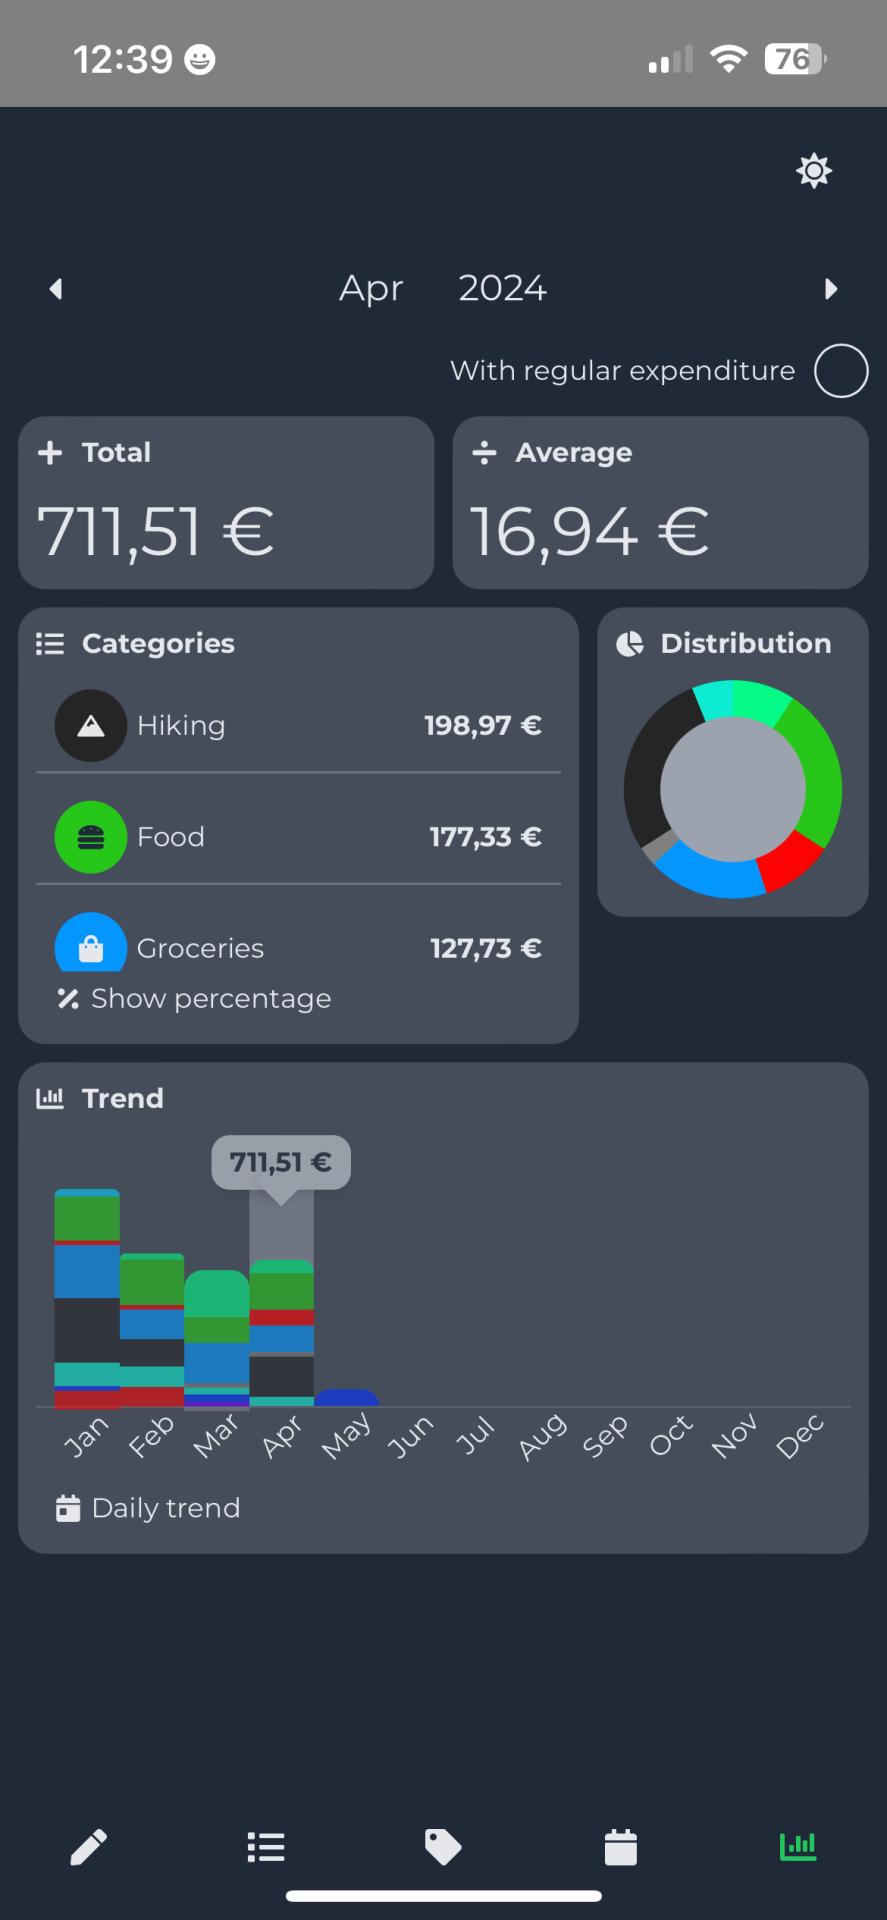 12:39
76
Apr 2024
With regular expenditure
Total
711,51 €
Average
16,94 €
Categories
Hiking 198,97 €
Food 177,33 €
Groceries 127,73 €
Show percentage
Distribution
Trend
711,51 €
Jan Feb Mar Apr May Jun Jul Aug Sep Oct Nov Dec
Daily trend